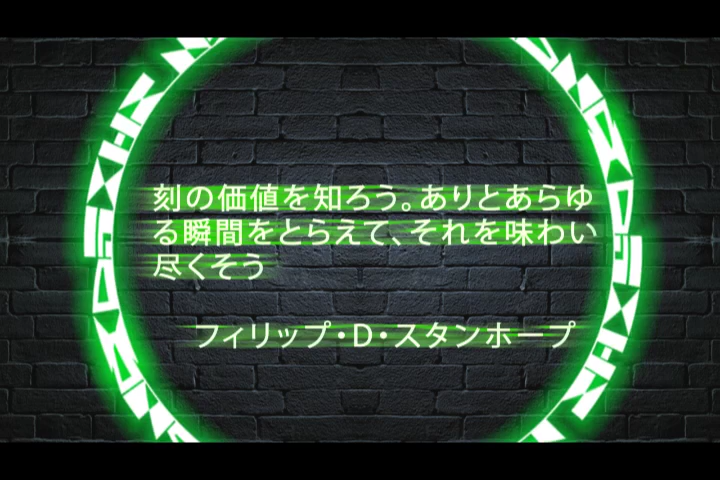 刻の価値を知ろう。ありとあらゆ
る瞬間をとらえて、それを味わい
尽くそう
フィリップ・D・スタンホープ